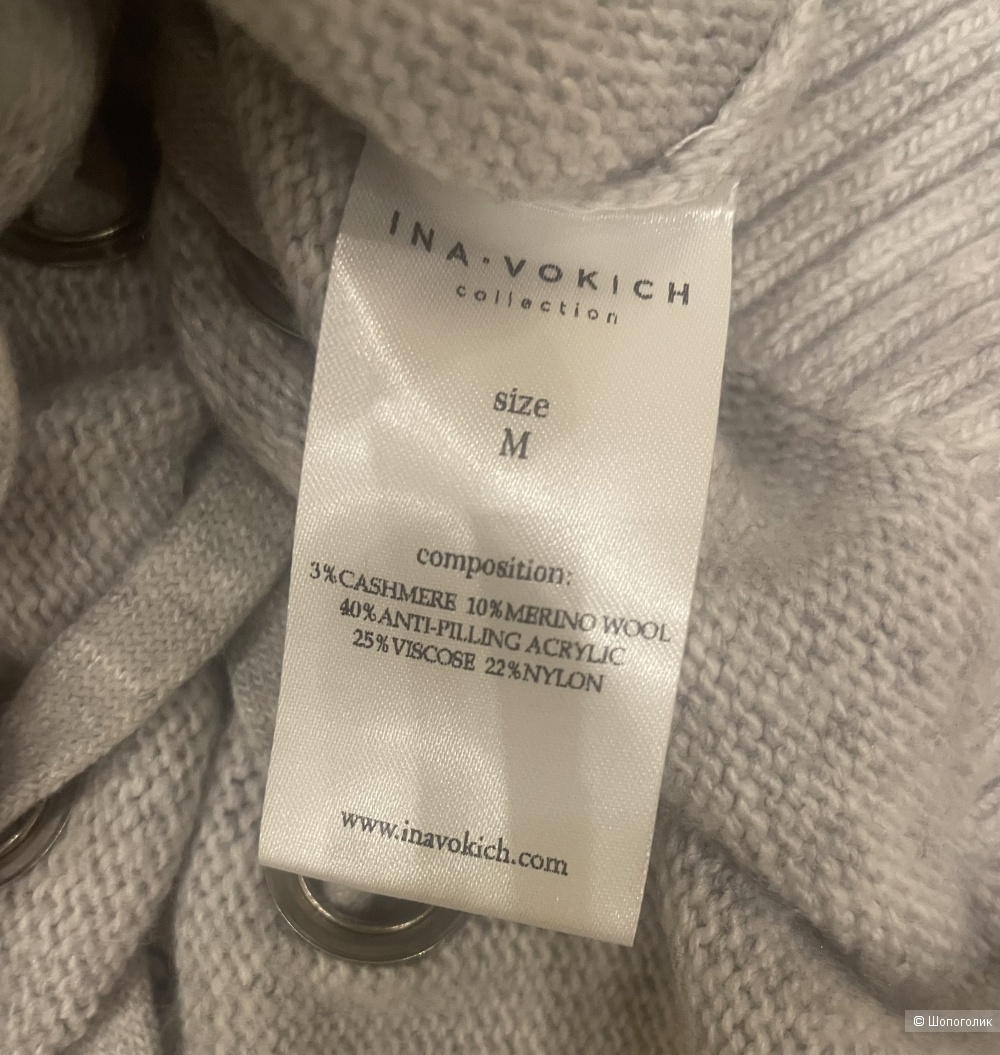 INA·VOKICH
collection
size
M
composition:
3%CASHMERE 10%MERINO WOOL
40%ANTI-PILLING ACRYLIC
25%VISCOSE 22%NYLON
www.inavokich.com
© Шопоголик